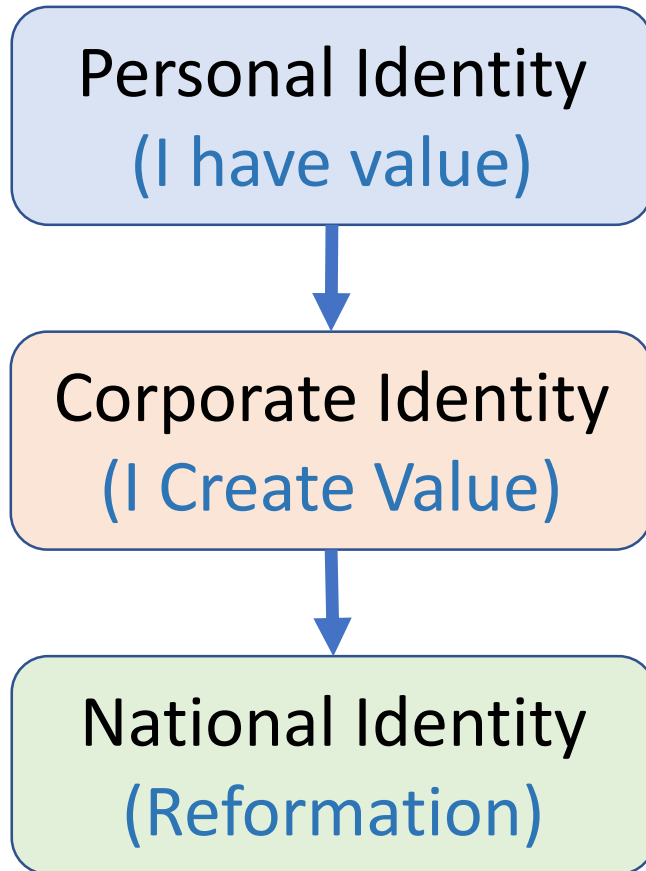 Personal Identity
(I have value)
Corporate Identity
(I Create Value)
National Identity
(Reformation)